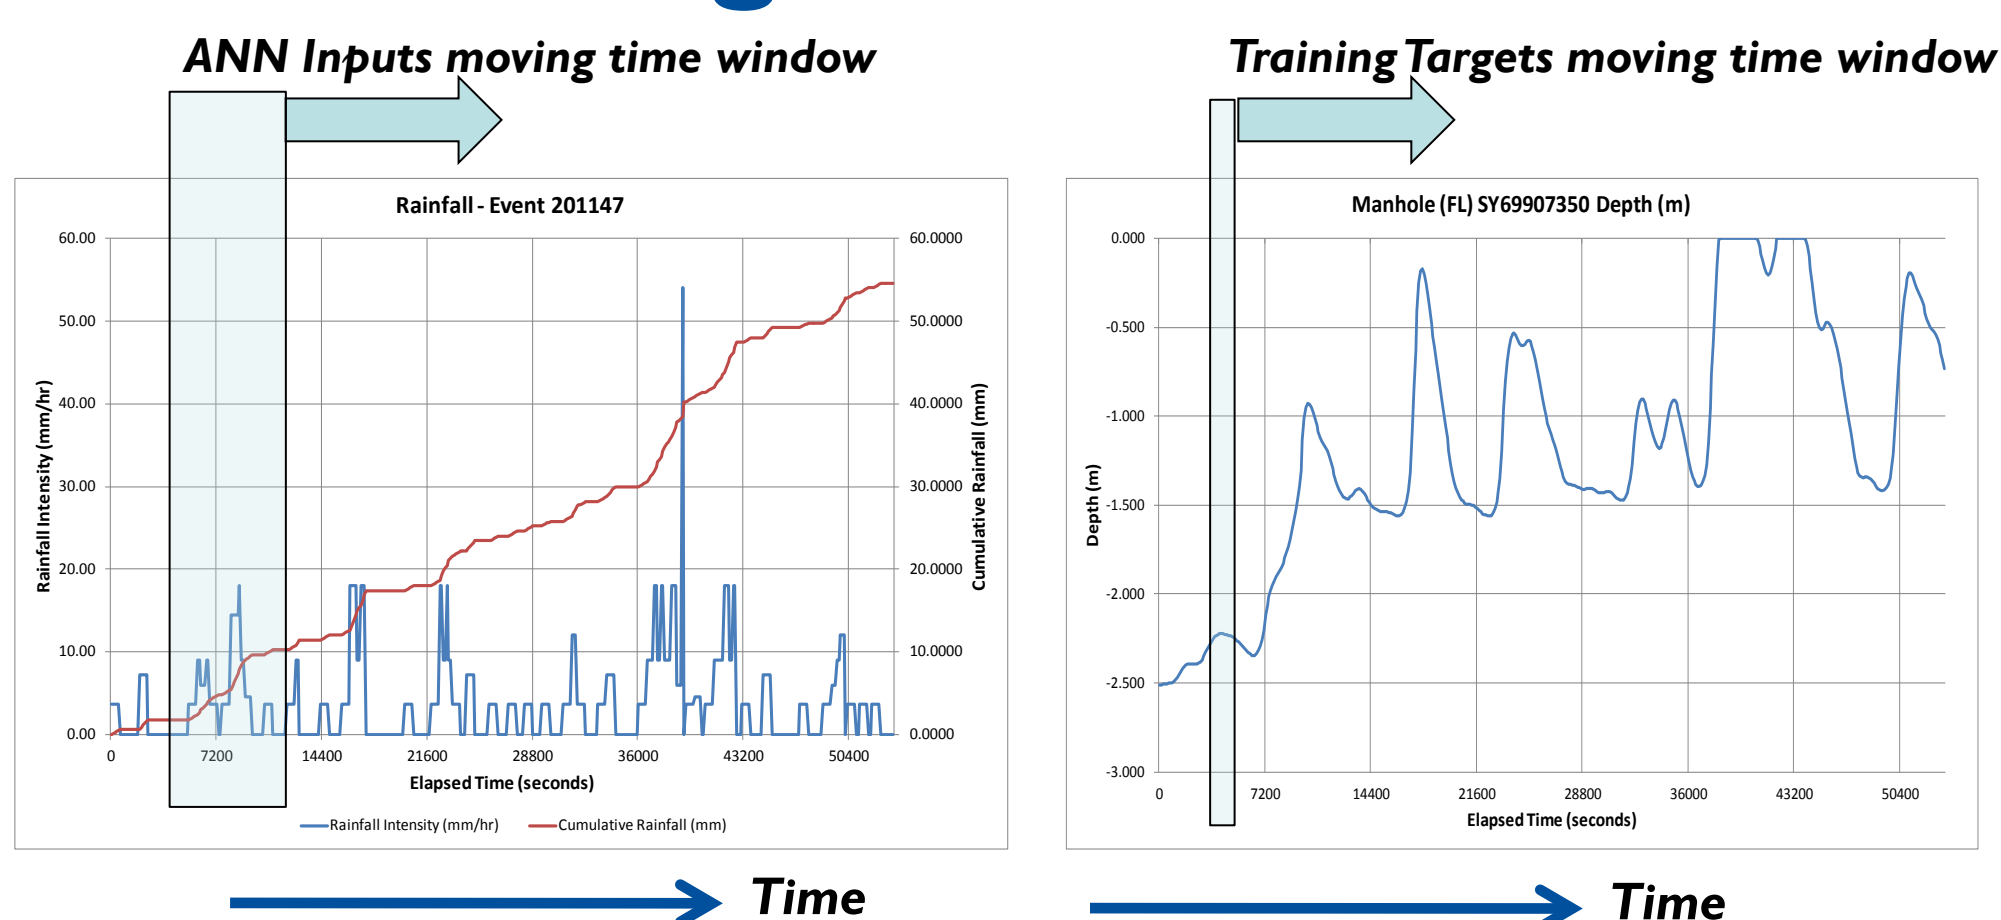 ANN Inputs moving time window
Training Targets moving time window
Rainfall - Event 201147
60.00
50.00
40.00
30.00
20.00
10.00
0.00
Rainfall Intensity (mm/hr)
60.0000
50.0000
40.0000
30.0000
20.0000
10.0000
0.0000
Cumulative Rainfall (mm)
0 7200 14400 21600 28800 36000 43200 50400
Elapsed Time (seconds)
Rainfall Intensity (mm/hr) Cumulative Rainfall (mm)
Manhole (FL) SY69907350 Depth (m)
0.000
-0.500
-1.000
-1.500
-2.000
-2.500
-3.000
Depth (m)
0 7200 14400 21600 28800 36000 43200 50400
Elapsed Time (seconds)
Time
Time